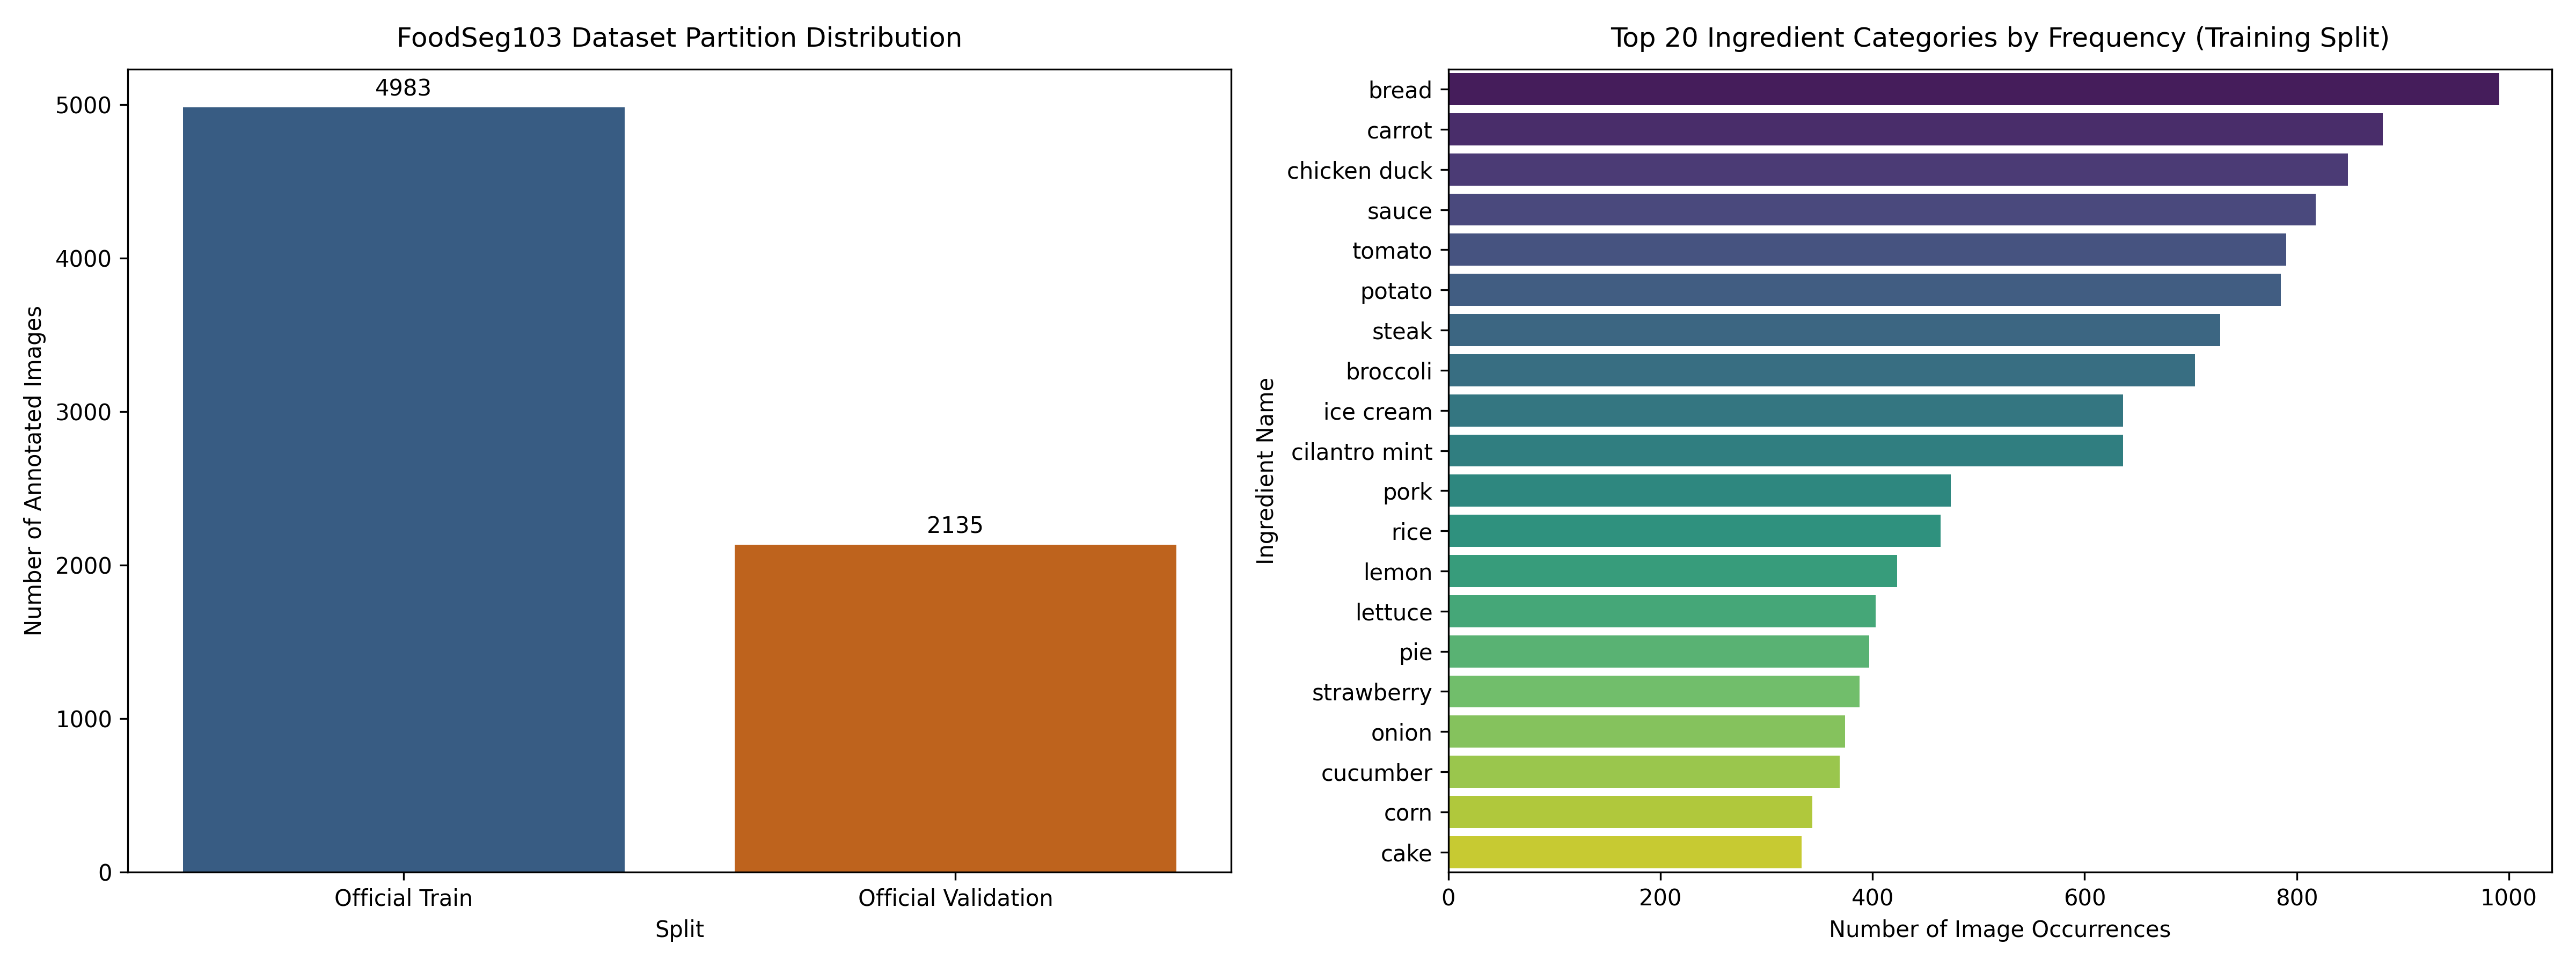 FoodSeg103 Dataset Partition Distribution
4983
2135
5000
4000
3000
2000
1000
0
Number of Annotated Images
Official Train
Official Validation
Split
Top 20 Ingredient Categories by Frequency (Training Split)
Ingredient Name
bread
carrot
chicken duck
sauce
tomato
potato
steak
broccoli
ice cream
cilantro mint
pork
rice
lemon
lettuce
pie
strawberry
onion
cucumber
corn
cake
0 200 400 600 800 1000
Number of Image Occurrences